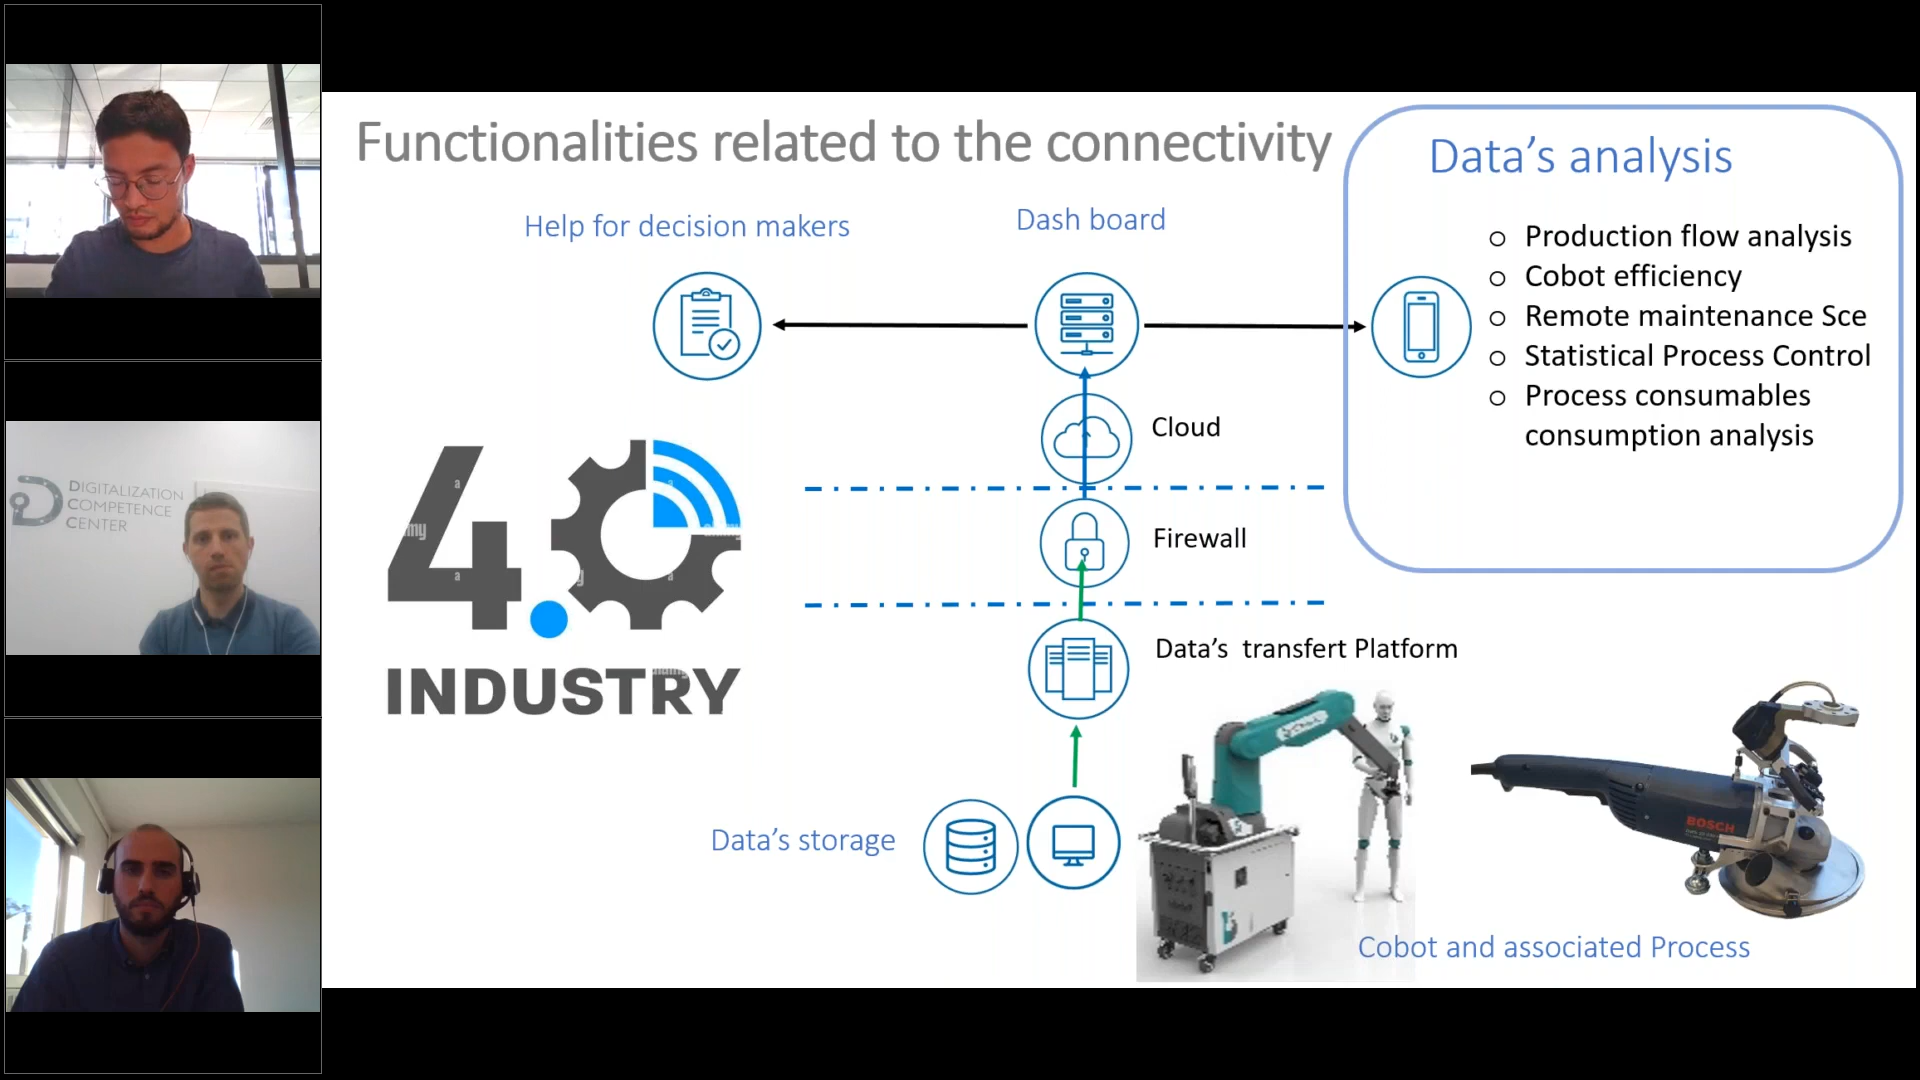 DIGITALIZATION
COMPETENCE
CENTER
Functionalities related to the connectivity
Help for decision makers
Dash board
Data's analysis
Production flow analysis
Cobot efficiency
Remote maintenance Sce
Statistical Process Control
Process consumables
consumption analysis
Cloud
Firewall
Data's transfert Platform
4.0
INDUSTRY
Data's storage
BOSCH
Cobot and associated Process